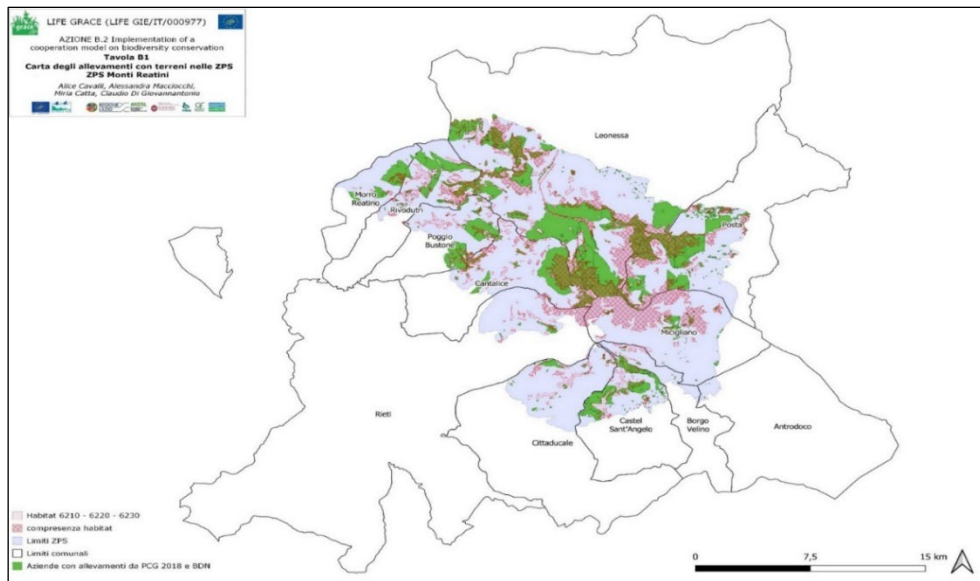 grace
LIFE GRACE (LIFE GIE/IT/000977)
AZIONE B.2 Implementation of a
cooperation model on biodiversity conservation
Tavola B1
Carta degli allevamenti con terreni nelle ZPS
ZPS Monti Reatini
Alice Cavalli, Alessandra Macciocchi,
Miria Catta, Claudio Di Giovannantonio
Leonessa
Morro
Reatino
Rivodutri
Poggio
Bustone
Posta
Cantalice
Micigliano
Rieti
Cittaducale
Castel
Sant'Angelo
Borgo
Velino
Antrodoco
Habitat 6210 - 6220 - 6230
compresenza habitat
Limiti ZPS
Limiti comunali
Aziende con allevamenti da PCG 2018 e BDN
0 7,5 15 km